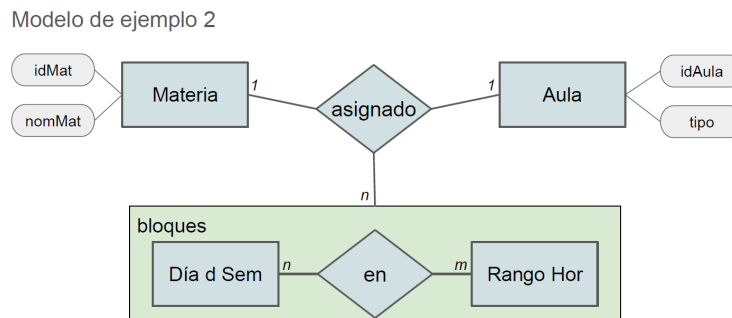 Modelo de ejemplo 2
idMat
nomMat
Materia
1
asignado
1
Aula
idAula
tipo
n
bloques
Día d Sem
n
en
m
Rango Hor